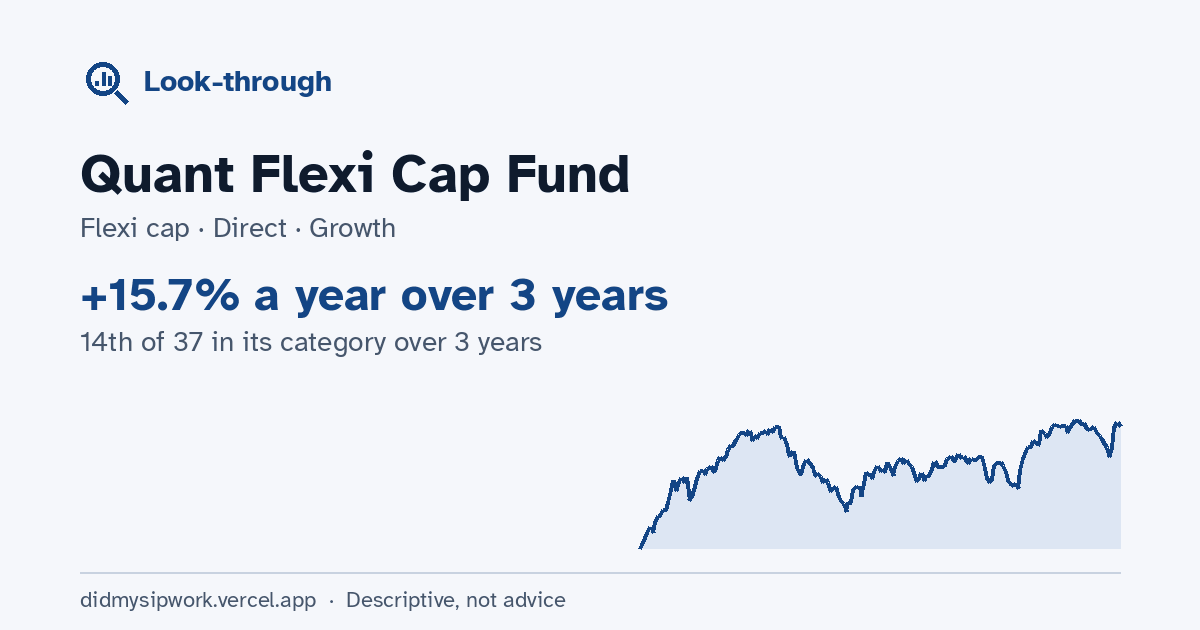 Look-through
Quant Flexi Cap Fund
Flexi cap · Direct · Growth
+15.7% a year over 3 years
14th of 37 in its category over 3 years
didmysipwork.vercel.app · Descriptive, not advice